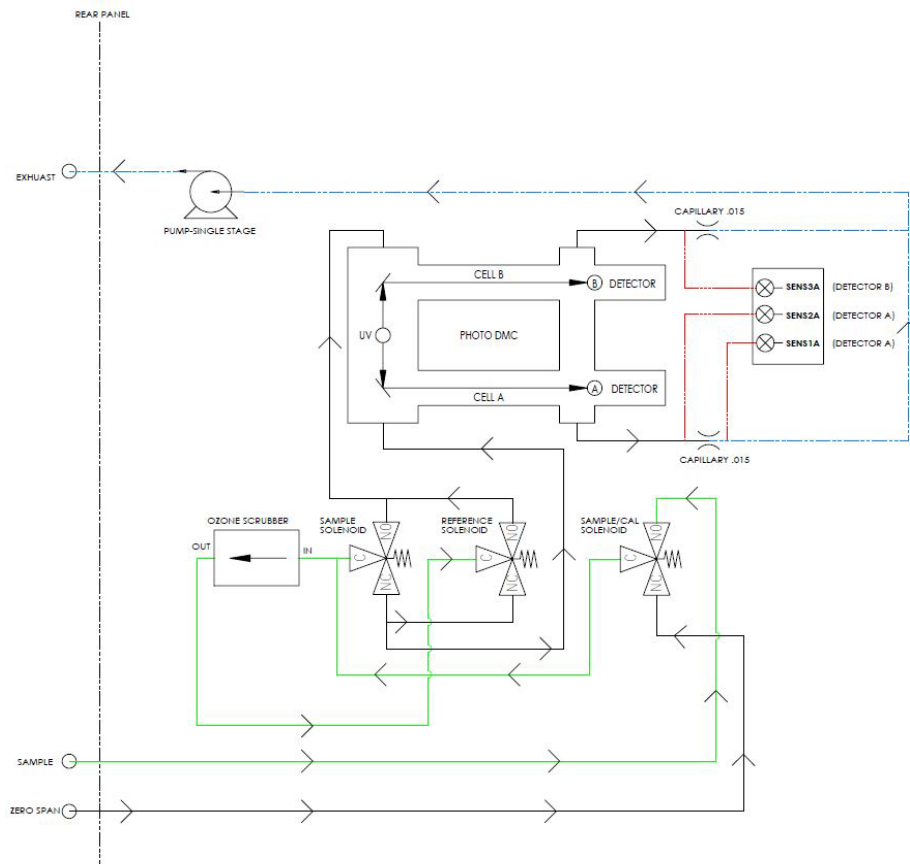 REAR PANEL
EXHUAST
PUMP-SINGLE STAGE
CAPILLARY .015
CELL B
B DETECTOR
SENS3A (DETECTOR B)
SENS2A (DETECTOR A)
UV
PHOTO DMC
SENS1A (DETECTOR A)
A DETECTOR
CELL A
CAPILLARY .015
OZONE SCRUBBER
SAMPLE
SOLENOID
REFERENCE
SOLENOID
SAMPLE/CAL
SOLENOID
OUT
IN
C
NO
NC
C
NO
NC
C
NO
NC
SAMPLE
ZERO SPAN